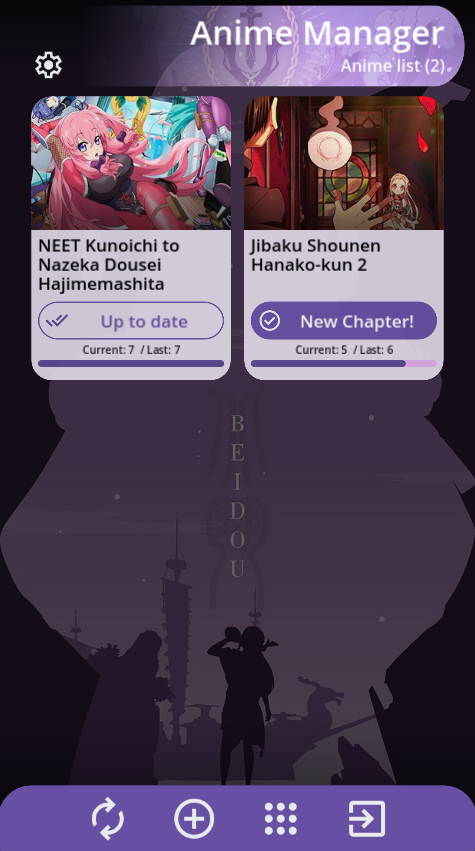 Anime Manager
Anime list (2)
NEET Kunoichi to
Nazeka Dousei
Hajimemashita
Up to date
Current: 7 / Last: 7
Jibaku Shounen
Hanako-kun 2
New Chapter!
Current: 5 / Last: 6
B
E
I
D
O
U